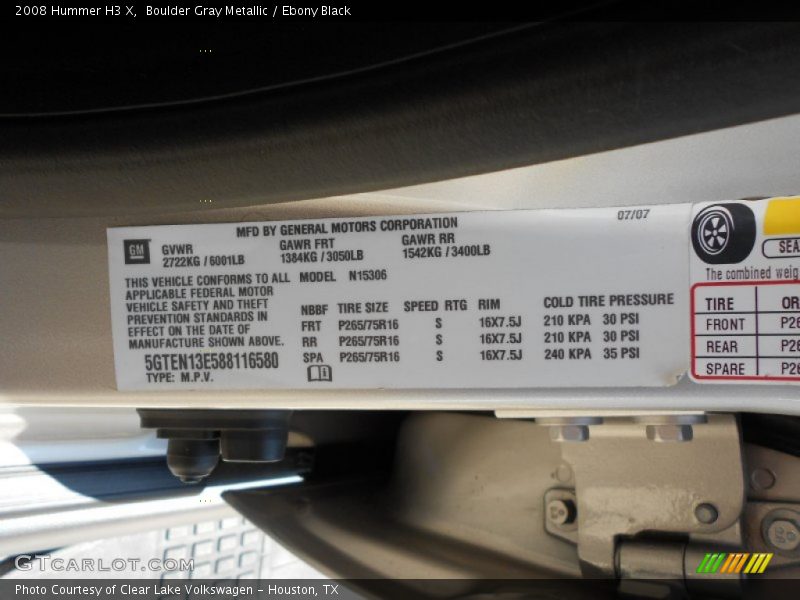 2008 Hummer H3 X,  Boulder Gray Metallic / Ebony Black
MFD BY GENERAL MOTORS CORPORATION 07/07
GM
GVWR GAWR FRT GAWR RR
2722KG / 6001LB 1384KG / 3050LB 1542KG / 3400LB
THIS VEHICLE CONFORMS TO ALL MODEL N15306
APPLICABLE FEDERAL MOTOR
VEHICLE SAFETY AND THEFT
PREVENTION STANDARDS IN
EFFECT ON THE DATE OF
MANUFACTURE SHOWN ABOVE.
5GTEN13E588116580
TYPE: M.P.V.
NBBF TIRE SIZE SPEED RTG RIM COLD TIRE PRESSURE
FRT P265/75R16 S 16X7.5J 210 KPA 30 PSI
RR P265/75R16 S 16X7.5J 210 KPA 30 PSI
SPA P265/75R16 S 16X7.5J 240 KPA 35 PSI
SEA
The combined weig
TIRE OR
FRONT P26
REAR P26
SPARE P26
GTCARLOT.COM
Photo Courtesy of Clear Lake Volkswagen - Houston, TX